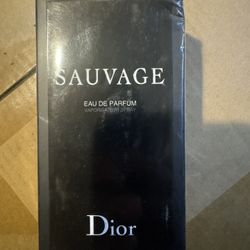 SAUVAGE
EAU DE PARFUM
VAPORISATEUR SPRAY
Dior